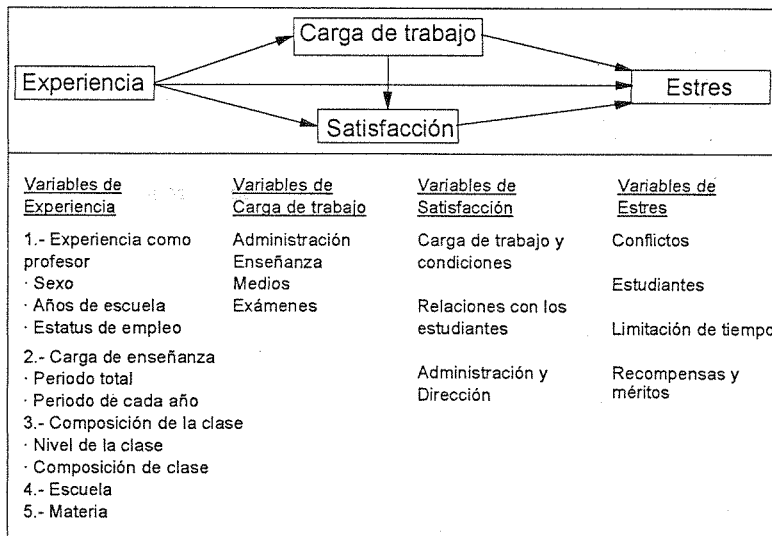 Carga de trabajo
Experiencia
Estres
Satisfacción
Variables de
Experiencia
1.- Experiencia como
profesor
· Sexo
· Años de escuela
· Estatus de empleo
2.- Carga de enseñanza
· Periodo total
· Periodo de cada año
3.- Composición de la clase
· Nivel de la clase
· Composición de clase
4.- Escuela
5.- Materia
Variables de
Carga de trabajo
Administración
Enseñanza
Medios
Exámenes
Variables de
Satisfacción
Carga de trabajo y
condiciones
Relaciones con los
estudiantes
Administración y
Dirección
Variables de
Estres
Conflictos
Estudiantes
Limitación de tiempo
Recompensas y
méritos